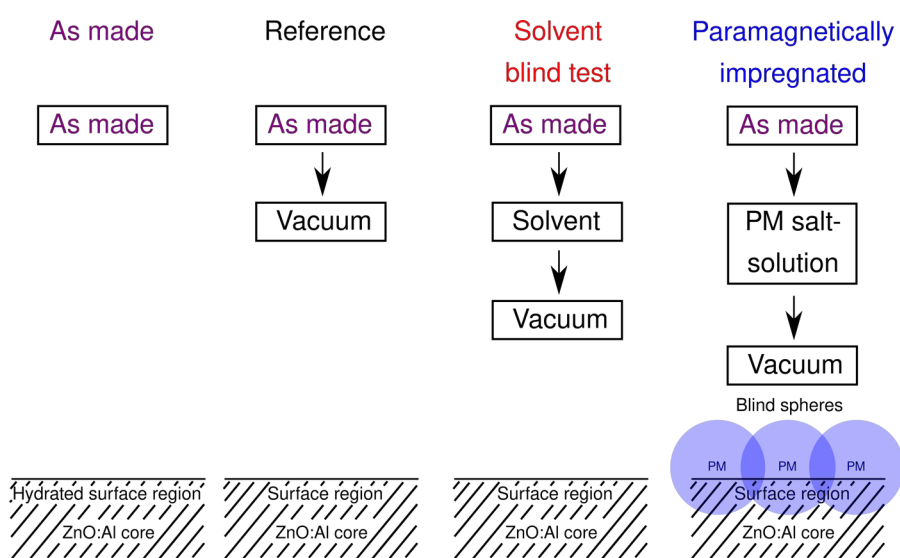 As made
As made
Hydrated surface region
ZnO:Al core
Reference
As made
Vacuum
Surface region
ZnO:Al core
Solvent
blind test
As made
Solvent
Vacuum
Surface region
ZnO:Al core
Paramagnetically
impregnated
As made
PM salt-
solution
Vacuum
Blind spheres
PM
PM
PM
Surface region
ZnO:Al core